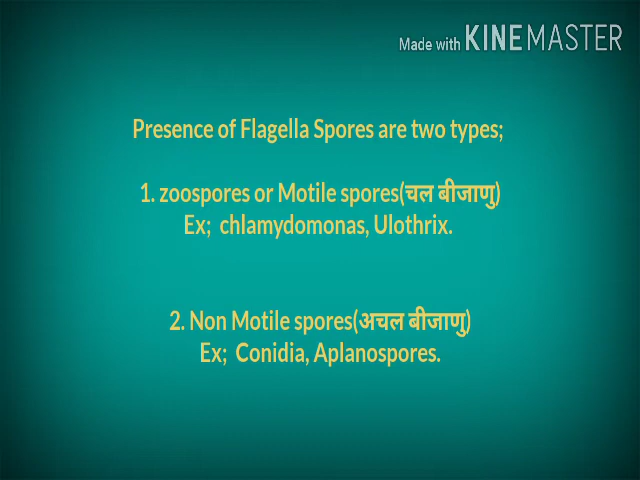 Made with KINEMASTER
Presence of Flagella Spores are two types;
1. zoospores or Motile spores(चल बीजाणु)
Ex; chlamydomonas, Ulothrix.
2. Non Motile spores(अचल बीजाणु)
Ex; Conidia, Aplanospores.